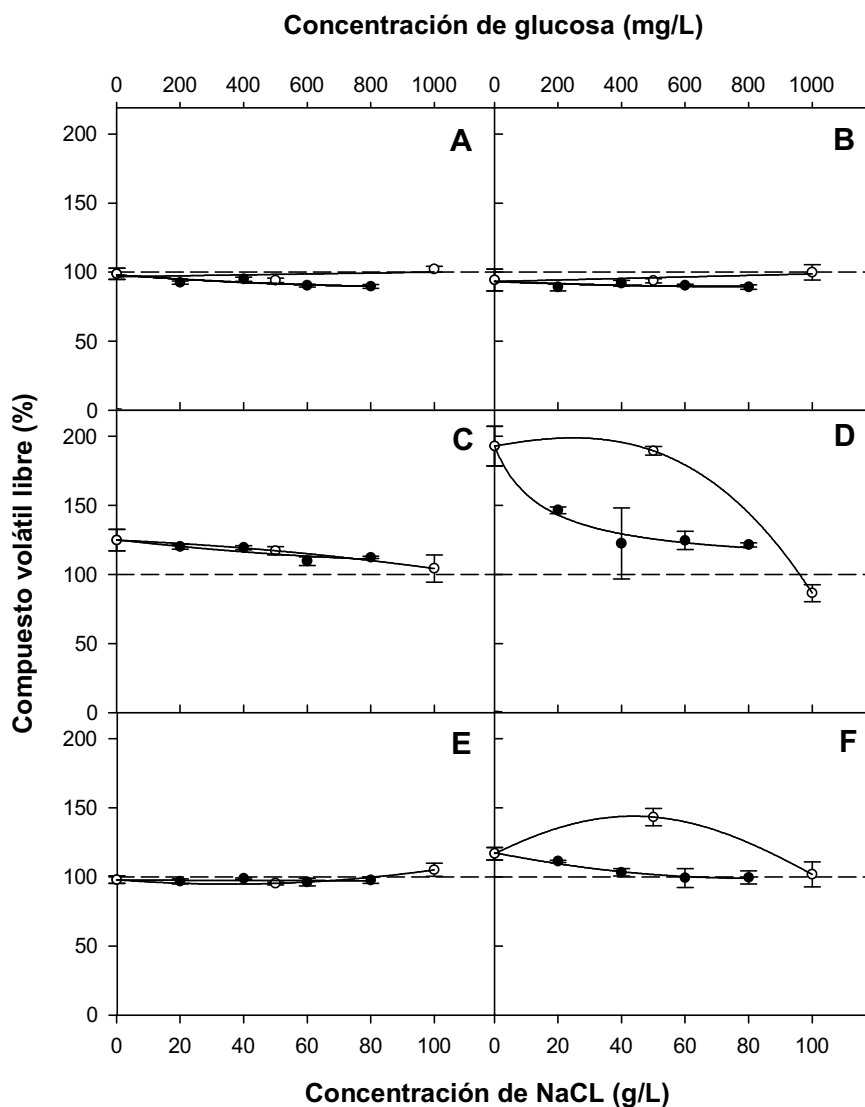 Concentración de glucosa (mg/L)
0 200 400 600 800 1000 0 200 400 600 800 1000
A B
200
150
100
50
0
C D
200
150
100
50
0
E F
200
150
100
50
0
Compuesto volátil libre (%)
0 20 40 60 80 100 0 20 40 60 80 100
Concentración de NaCL (g/L)